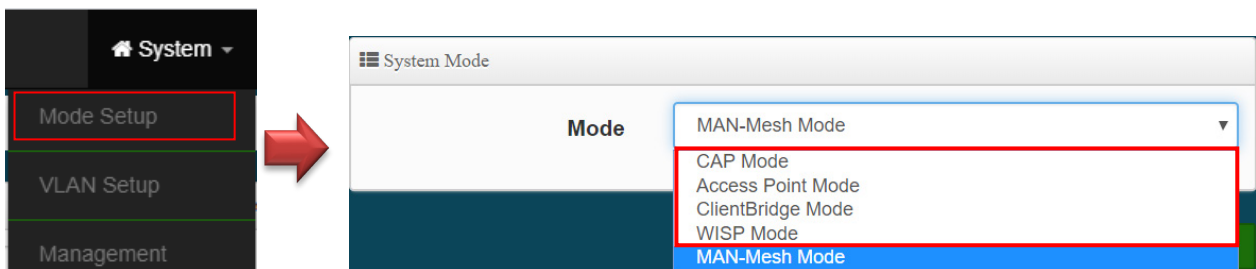 System
Mode Setup
VLAN Setup
Management
System Mode
Mode
MAN-Mesh Mode
CAP Mode
Access Point Mode
ClientBridge Mode
WISP Mode
MAN-Mesh Mode